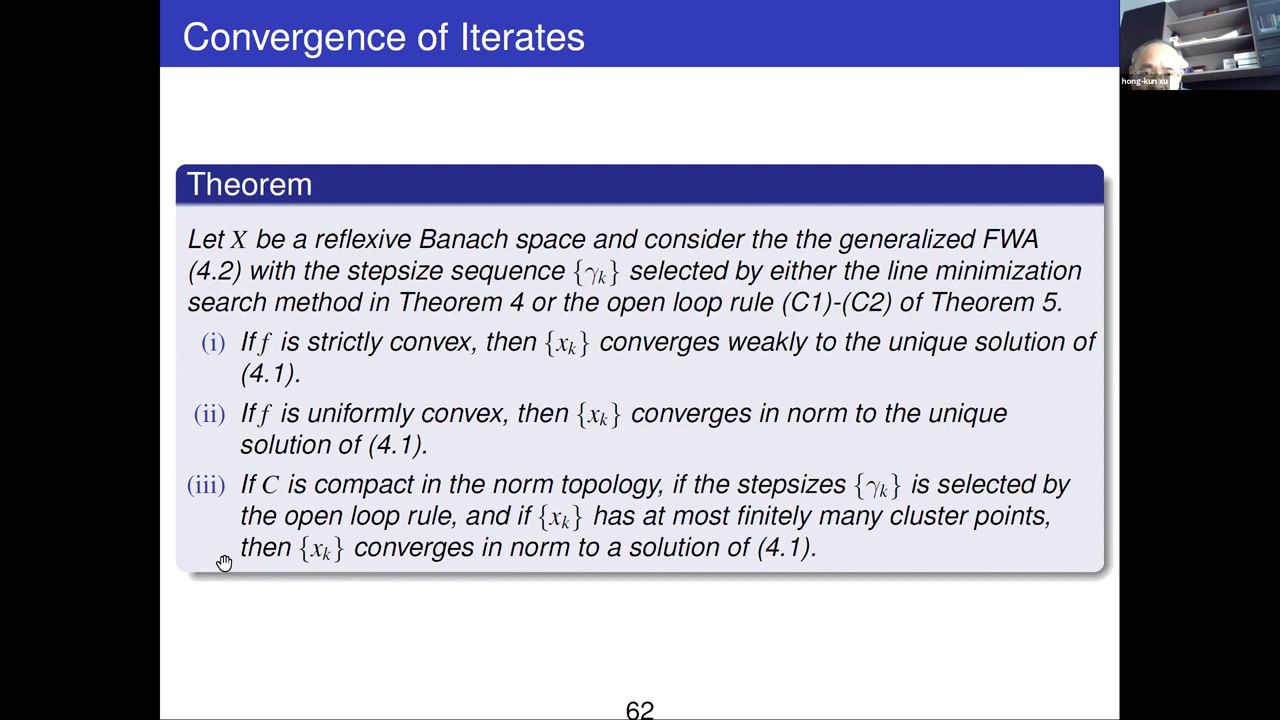 Convergence of Iterates
hong-kun xu
Theorem
Let X be a reflexive Banach space and consider the the generalized FWA
(4.2) with the stepsize sequence {γₖ} selected by either the line minimization
search method in Theorem 4 or the open loop rule (C1)-(C2) of Theorem 5.
(i) If f is strictly convex, then {xₖ} converges weakly to the unique solution of
(4.1).
(ii) If f is uniformly convex, then {xₖ} converges in norm to the unique
solution of (4.1).
(iii) If C is compact in the norm topology, if the stepsizes {γₖ} is selected by
the open loop rule, and if {xₖ} has at most finitely many cluster points,
then {xₖ} converges in norm to a solution of (4.1).
62